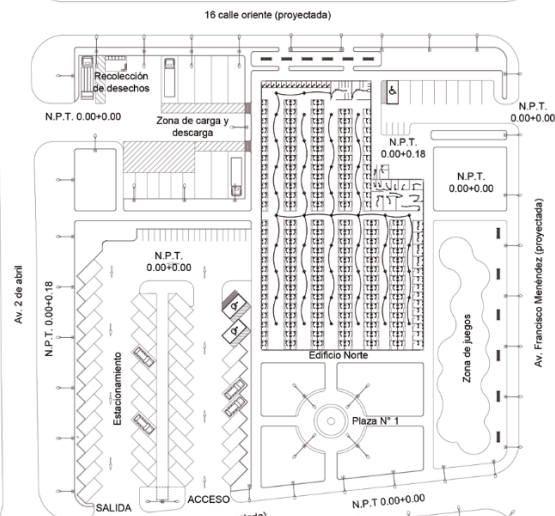 16 calle oriente (proyectada)
Recolección
de desechos
N.P.T. 0.00+0.00
Zona de carga y
descarga
N.P.T.
0.00+0.18
N.P.T.
0.00+0.00
N.P.T.
0.00+0.00
Av. 2 de abril
N.P.T. 0.00+0.18
N.P.T.
0.00+0.00
Estacionamiento
Edificio Norte
Plaza N° 1
Zona de juegos
Av. Francisco Menéndez (proyectada)
SALIDA
ACCESO
N.P.T 0.00+0.00